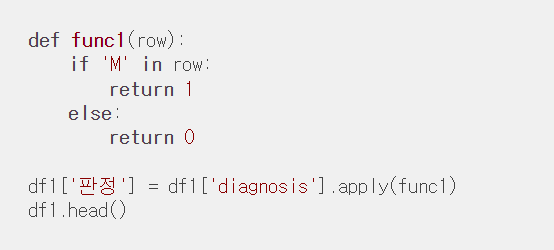 def func1(row):
    if 'M' in row:
        return 1
    else:
        return 0

df1['판정'] = df1['diagnosis'].apply(func1)
df1.head()